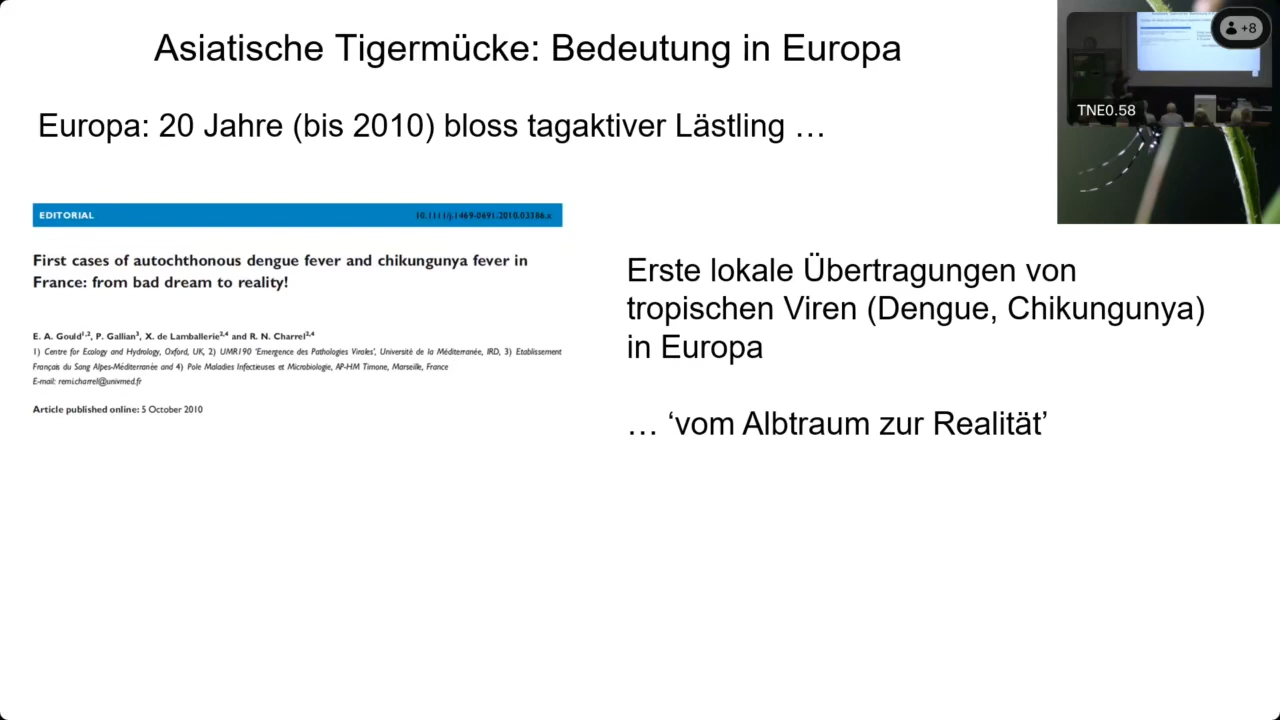 Asiatische Tigermücke: Bedeutung in Europa
+8
TNE0.58
Europa: 20 Jahre (bis 2010) bloss tagaktiver Lästling …
EDITORIAL 10.1111/j.1469-0691.2010.03386.x
First cases of autochthonous dengue fever and chikungunya fever in
France: from bad dream to reality!
E. A. Gould1,2, P. Gallian3, X. de Lamballerie2,4 and R. N. Charrel2,4
1) Centre for Ecology and Hydrology, Oxford, UK, 2) UMR190 'Emergence des Pathologies Virales', Université de la Méditerranée, IRD, 3) Etablissement
Français du Sang Alpes-Méditerranée and 4) Pole Maladies Infectieuses et Microbiologie, AP-HM Timone, Marseille, France
E-mail: remi.charrel@univmed.fr
Article published online: 5 October 2010
Erste lokale Übertragungen von
tropischen Viren (Dengue, Chikungunya)
in Europa
… ‘vom Albtraum zur Realität’